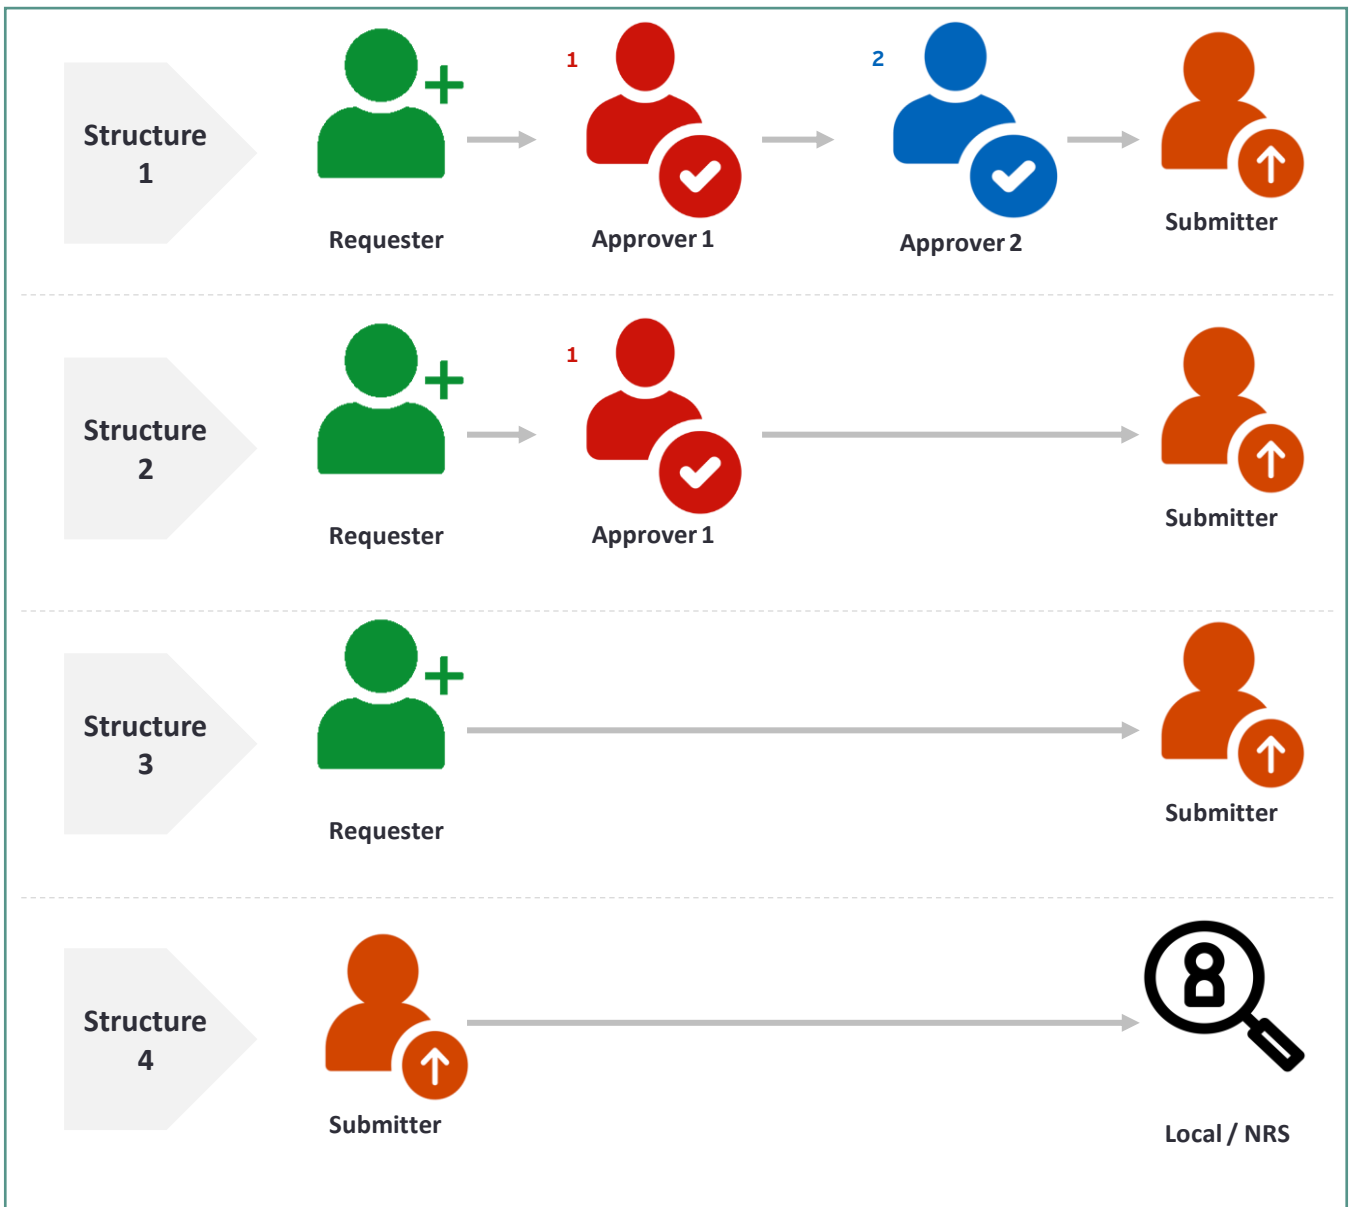 1
2
Structure
1
Requester
Approver 1
Approver 2
Submitter
1
Structure
2
Requester
Approver 1
Submitter
Structure
3
Requester
Submitter
Structure
4
Submitter
Local / NRS